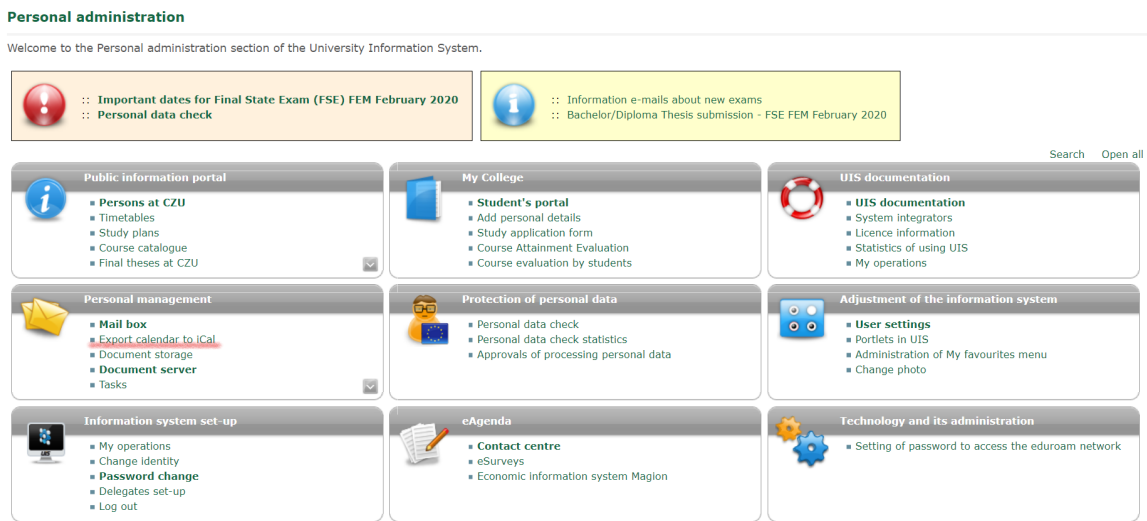 Personal administration
Welcome to the Personal administration section of the University Information System.
:: Important dates for Final State Exam (FSE) FEM February 2020
:: Personal data check
:: Information e-mails about new exams
:: Bachelor/Diploma Thesis submission - FSE FEM February 2020
Search Open all
Public information portal
Persons at CZU
Timetables
Study plans
Course catalogue
Final theses at CZU
My College
Student's portal
Add personal details
Study application form
Course Attainment Evaluation
Course evaluation by students
UIS documentation
UIS documentation
System integrators
Licence information
Statistics of using UIS
My operations
Personal management
Mail box
Export calendar to iCal
Document storage
Document server
Tasks
Protection of personal data
Personal data check
Personal data check statistics
Approvals of processing personal data
Adjustment of the information system
User settings
Portlets in UIS
Administration of My favourites menu
Change photo
Information system set-up
UIS
My operations
Change identity
Password change
Delegates set-up
Log out
eAgenda
Contact centre
eSurveys
Economic information system Magion
Technology and its administration
Setting of password to access the eduroam network